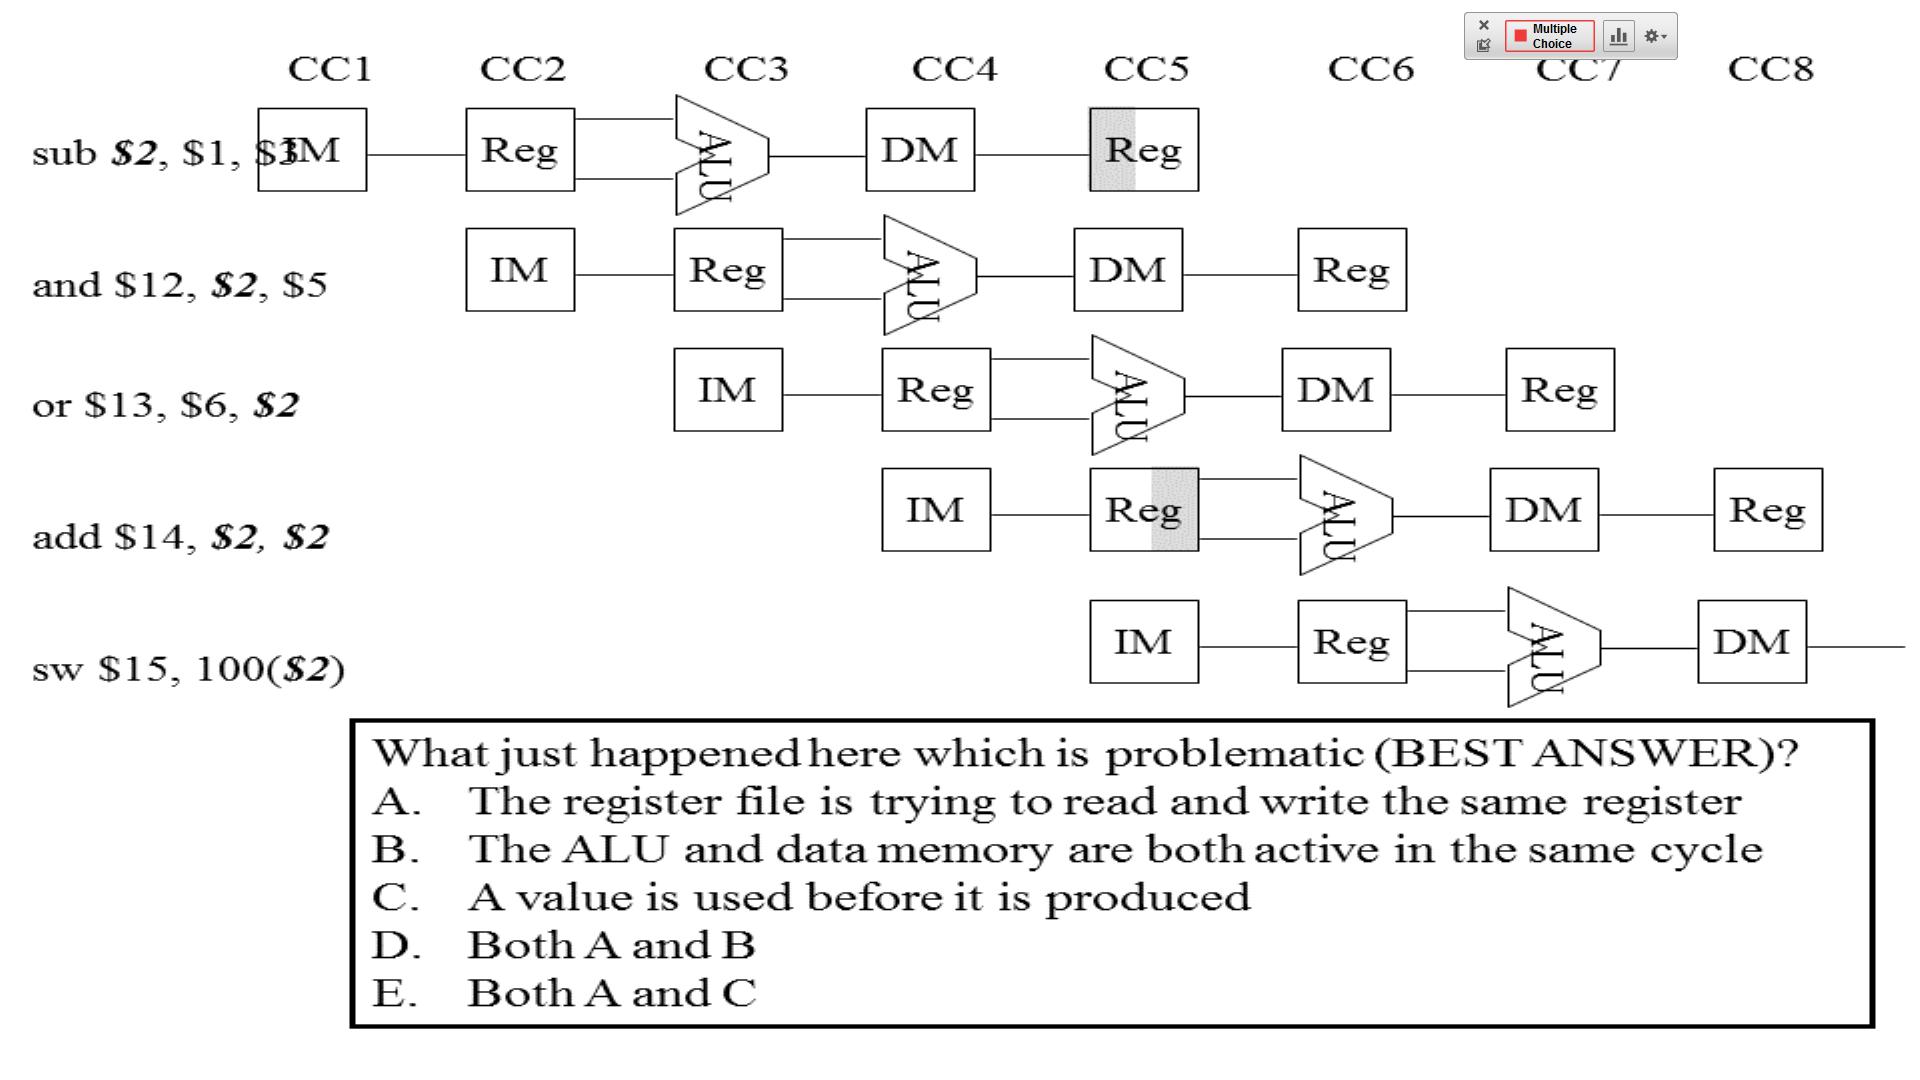 Multiple
Choice
CC1 CC2 CC3 CC4 CC5 CC6 CC7 CC8
sub $2, $1, $3 IM Reg ALU DM Reg
and $12, $2, $5 IM Reg ALU DM Reg
or $13, $6, $2 IM Reg ALU DM Reg
add $14, $2, $2 IM Reg ALU DM Reg
sw $15, 100($2) IM Reg ALU DM
What just happened here which is problematic (BEST ANSWER)?
A. The register file is trying to read and write the same register
B. The ALU and data memory are both active in the same cycle
C. A value is used before it is produced
D. Both A and B
E. Both A and C